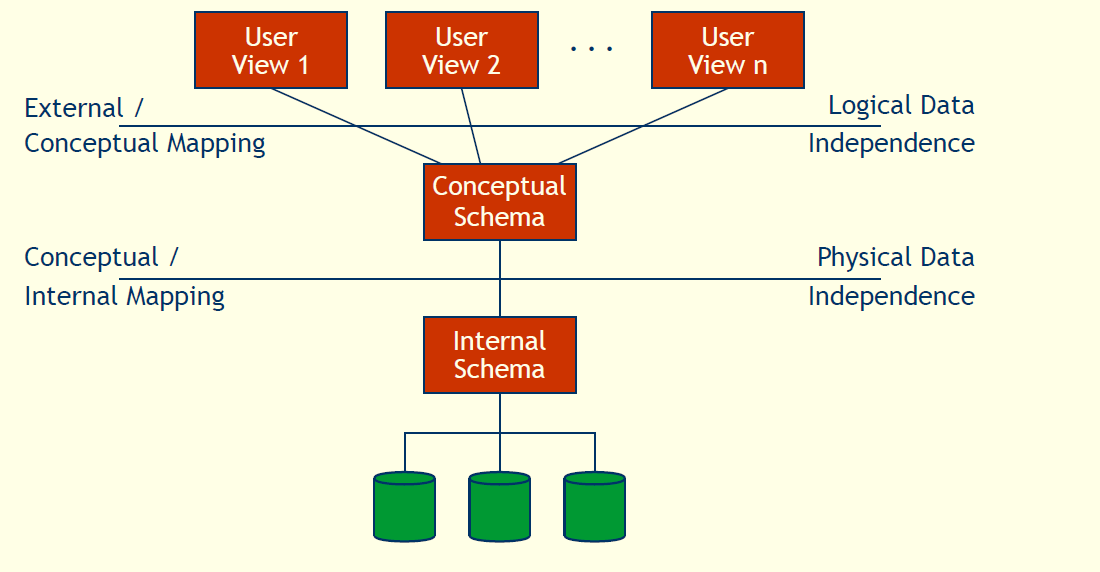 User
View 1
User
View 2
. . .
User
View n
External /
Conceptual Mapping
Logical Data
Independence
Conceptual
Schema
Conceptual /
Internal Mapping
Physical Data
Independence
Internal
Schema